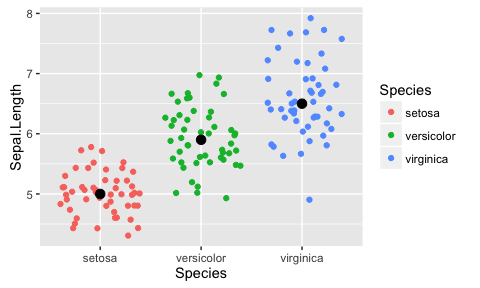 8
7
6
5
Sepal.Length
setosa versicolor virginica
Species
Species
setosa
versicolor
virginica